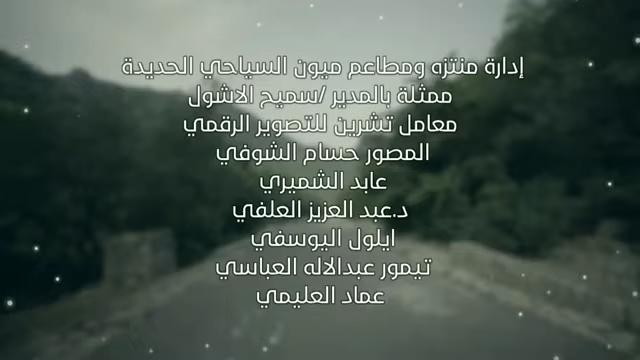 إدارة منتزه ومطاعم ميون السياحي الحديدة
ممثلة بالمدير /سميح الاشول
معامل تشرين للتصوير الرقمي
المصور حسام الشوفي
عابد الشميري
د.عبد العزيز العلفي
ايلول اليوسفي
تيمور عبدالاله العباسي
عماد العليمي